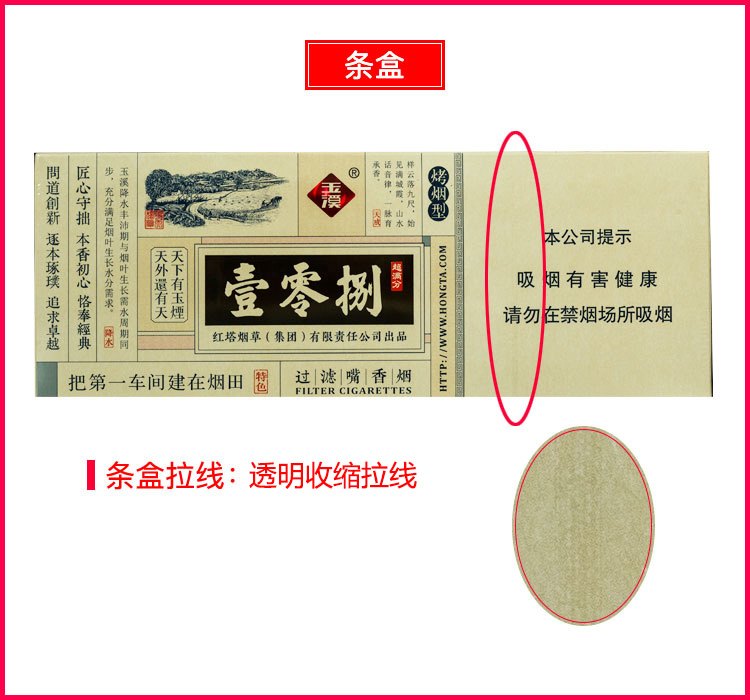 条盒
問道創新 逐本琢璞 追求卓越
匠心守拙 本香初心 恪奉經典
玉溪降水丰沛期与烟叶生长需水周期同
步，充分满足烟叶生长水分需求。
降水
玉溪
®
样云落九尺，始
见满城霞，山水
话音律，一脉育
承香。
天成
烤烟型
天下有玉煙
天外還有天
壹零捌
超满分
红塔烟草（集团）有限责任公司出品
HTTP://WWW.HONGTA.COM
把第一车间建在烟田
特色
过滤嘴香烟
FILTER CIGARETTES
本公司提示
吸烟有害健康
请勿在禁烟场所吸烟
条盒拉线：透明收缩拉线